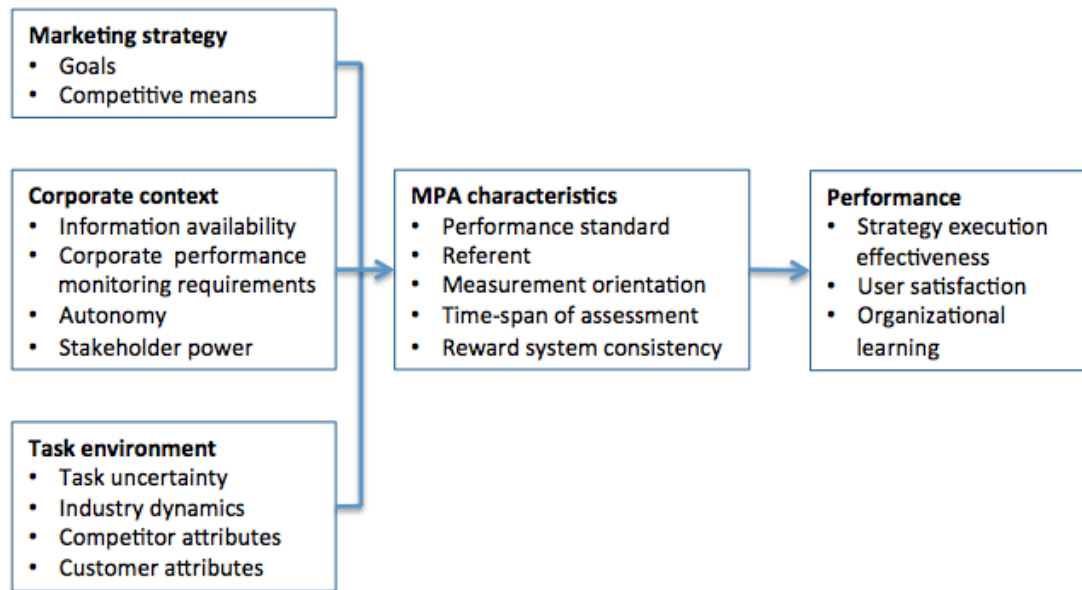 Marketing strategy
• Goals
• Competitive means
Corporate context
• Information availability
• Corporate performance
monitoring requirements
• Autonomy
• Stakeholder power
Task environment
• Task uncertainty
• Industry dynamics
• Competitor attributes
• Customer attributes
MPA characteristics
• Performance standard
• Referent
• Measurement orientation
• Time-span of assessment
• Reward system consistency
Performance
• Strategy execution
effectiveness
• User satisfaction
• Organizational
learning